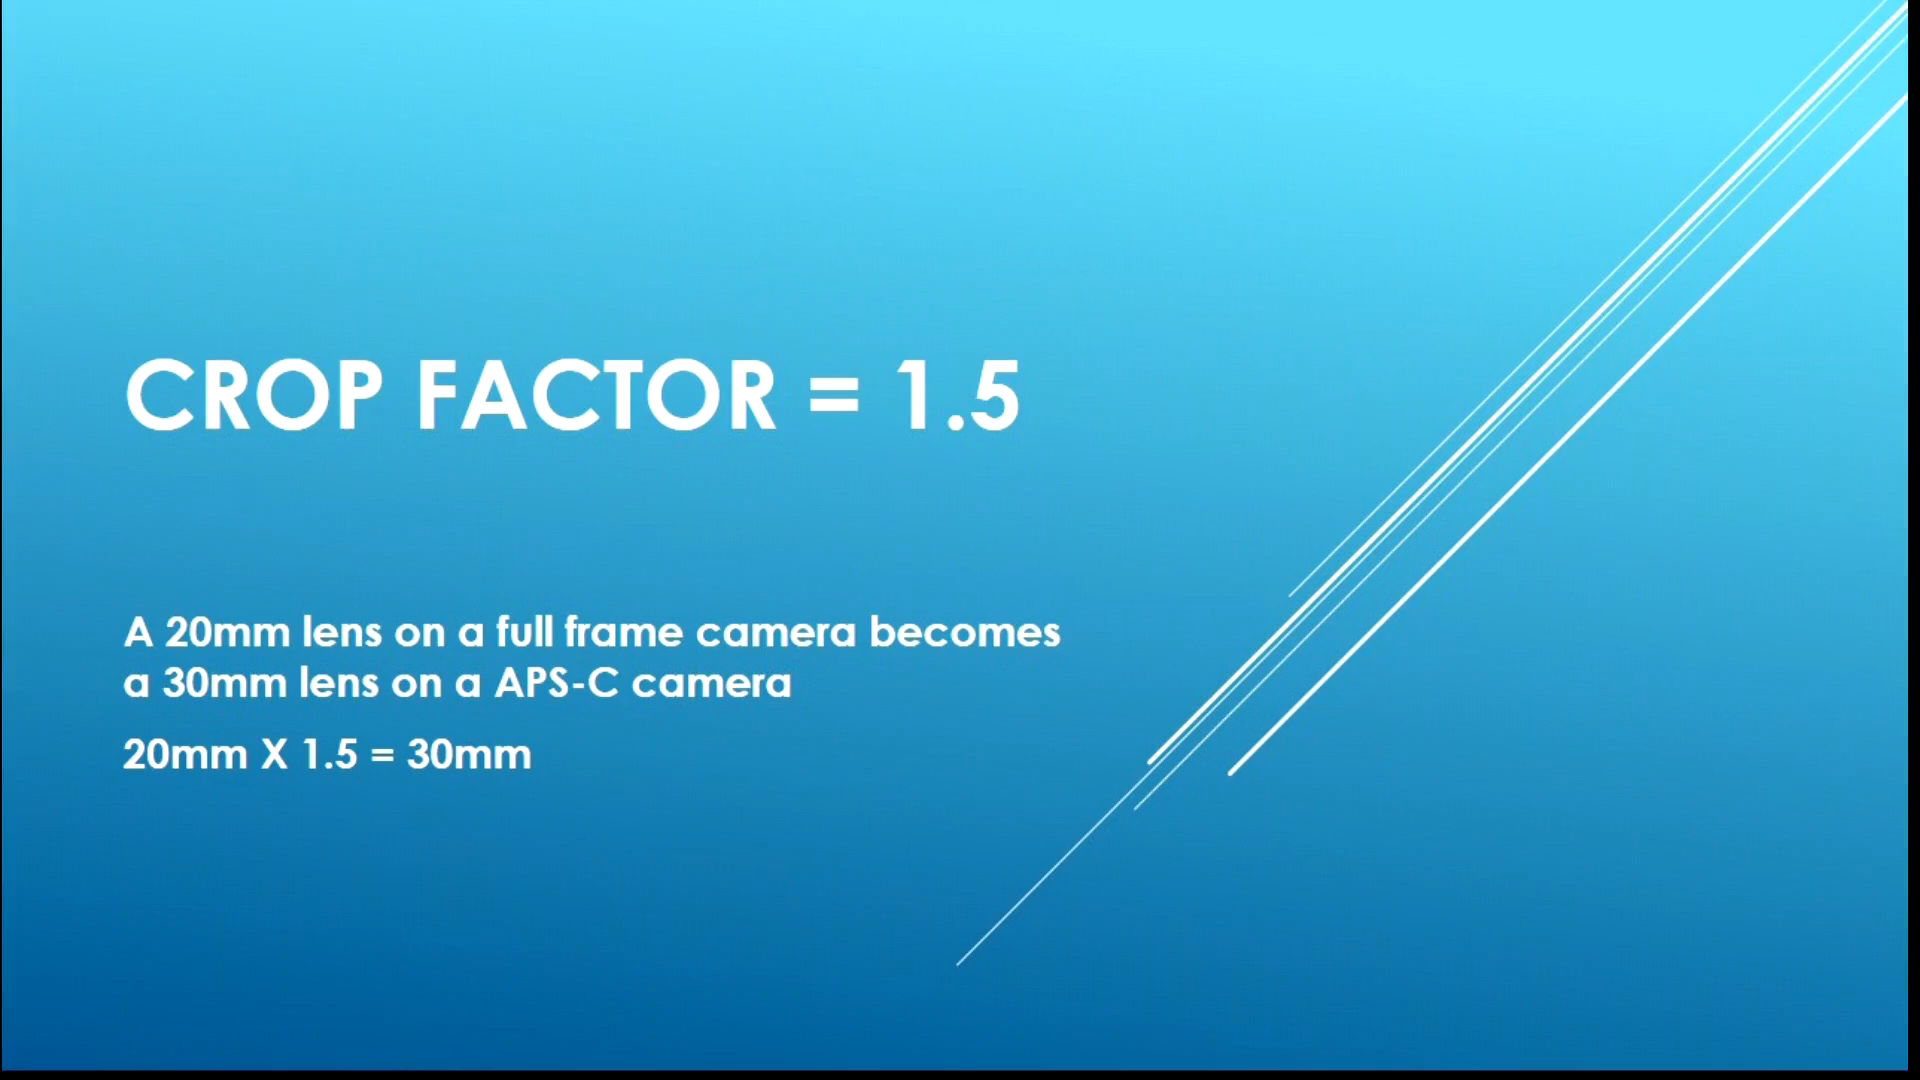 CROP FACTOR = 1.5
A 20mm lens on a full frame camera becomes
a 30mm lens on a APS-C camera
20mm X 1.5 = 30mm